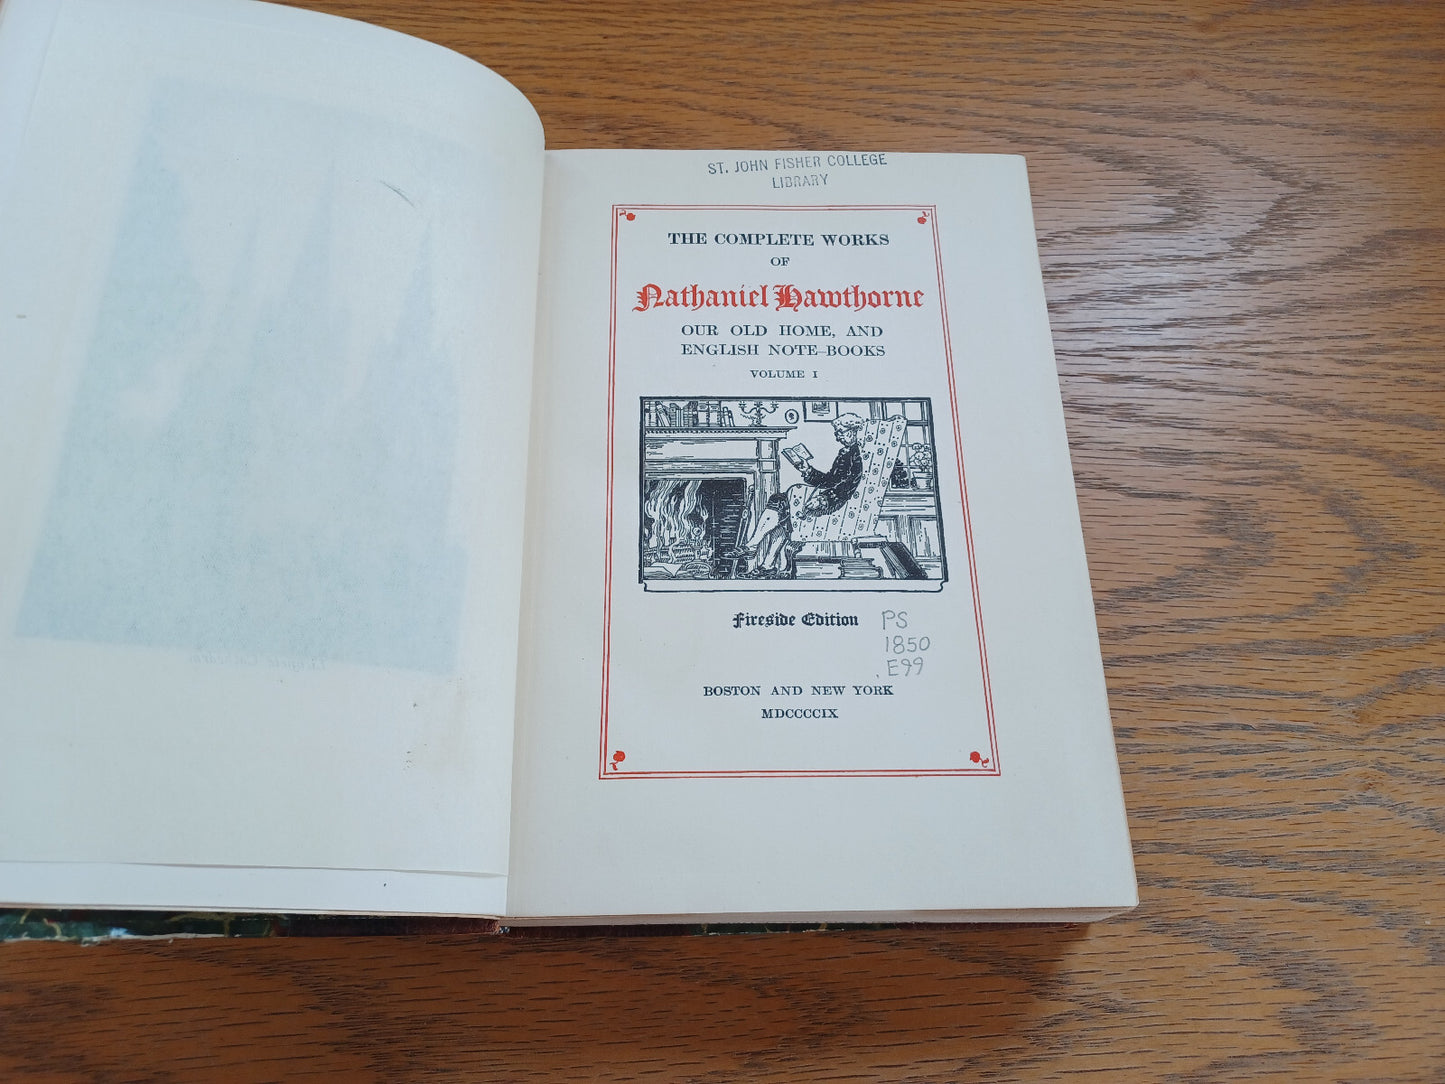 ST. JOHN FISHER COLLEGE
LIBRARY
THE COMPLETE WORKS
OF
Nathaniel Hawthorne
OUR OLD HOME, AND
ENGLISH NOTE-BOOKS
VOLUME I
Fireside Edition
PS
1850
.E99
BOSTON AND NEW YORK
MDCCCCIX